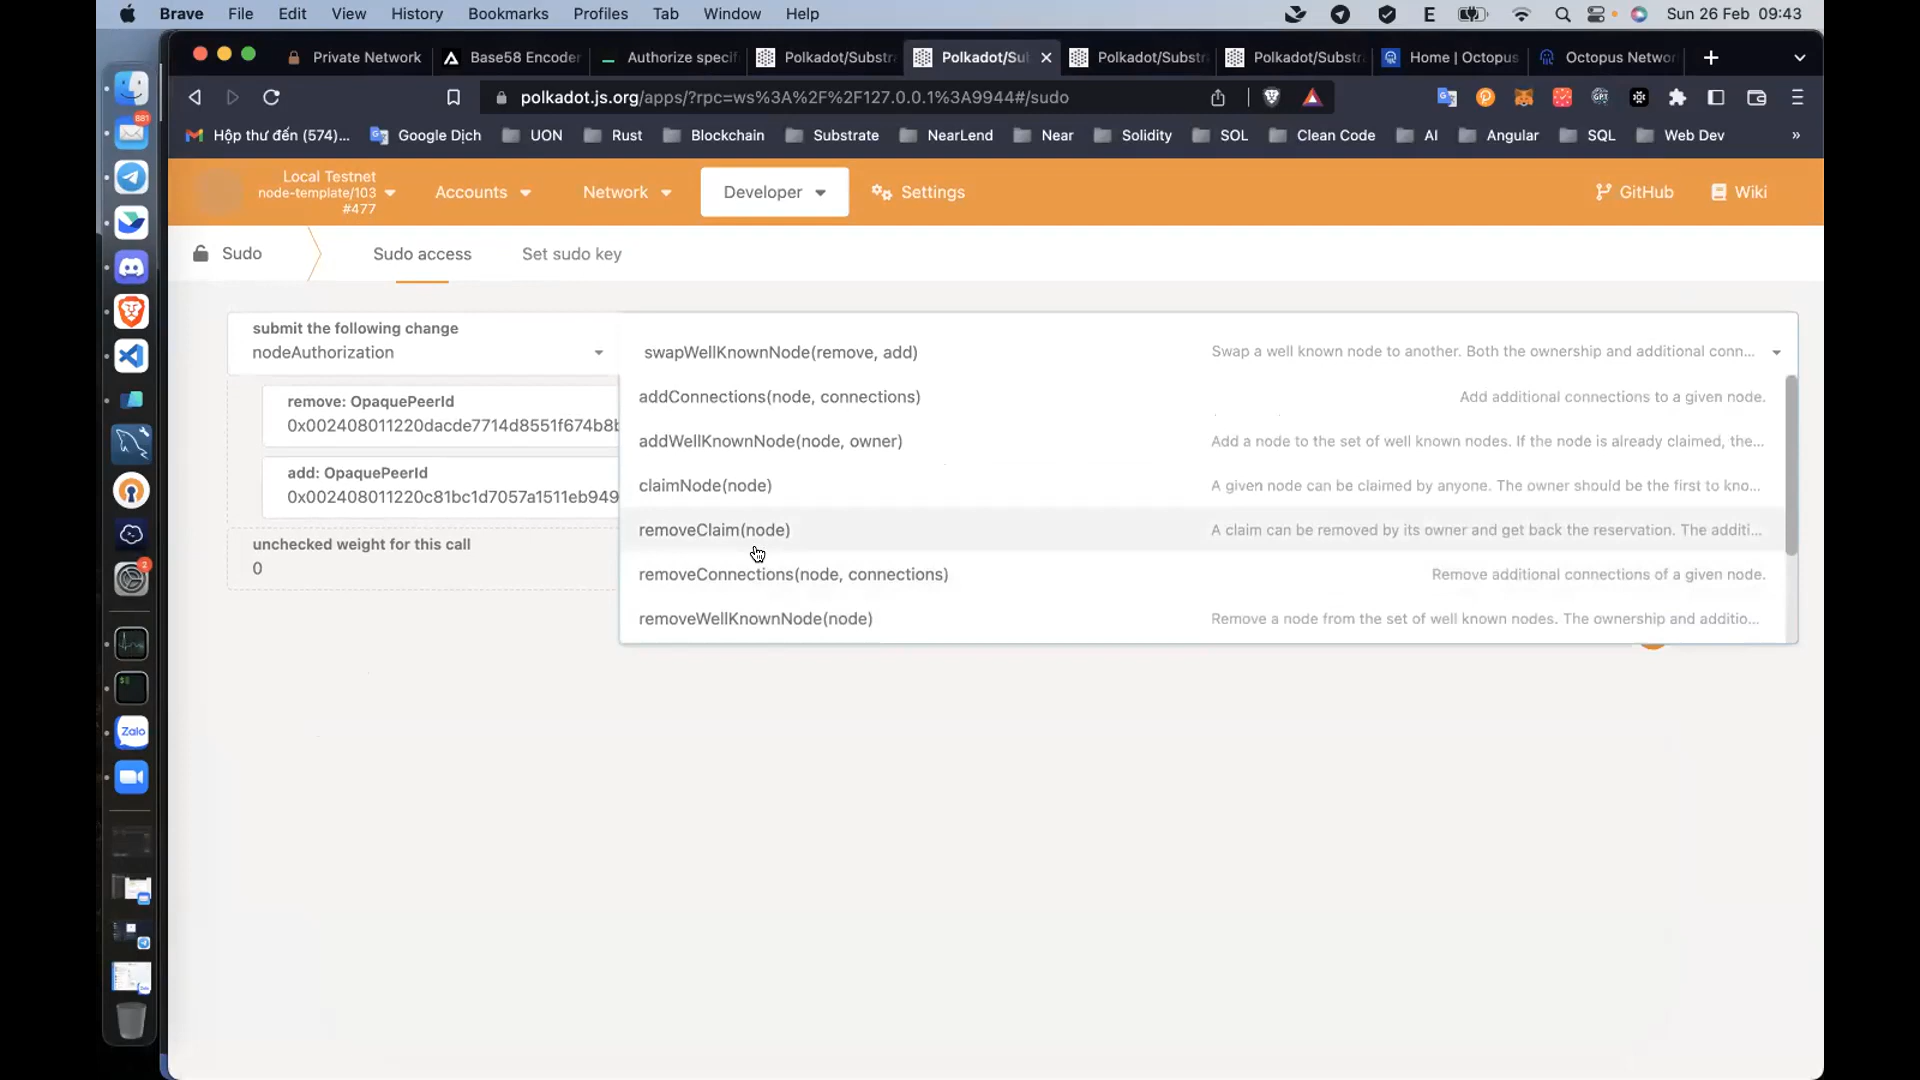 Brave File Edit View History Bookmarks Profiles Tab Window Help E Sun 26 Feb 09:43
Private Network Base58 Encoder Authorize specif Polkadot/Substra Polkadot/Su Polkadot/Substr Polkadot/Substra Home | Octopus Octopus Networ
polkadot.js.org/apps/?rpc=ws%3A%2F%2F127.0.0.1%3A9944#/sudo
Hộp thư đến (574)... Google Dịch UON Rust Blockchain Substrate NearLend Near Solidity SOL Clean Code AI Angular SQL Web Dev »
Local Testnet
node-template/103
#477
Accounts Network Developer Settings GitHub Wiki
Sudo Sudo access Set sudo key
submit the following change
nodeAuthorization
swapWellKnownNode(remove, add) Swap a well known node to another. Both the ownership and additional conn...
remove: OpaquePeerId
0x002408011220dacde7714d8551f674b8b
add: OpaquePeerId
0x002408011220c81bc1d7057a1511eb949
unchecked weight for this call
0
addConnections(node, connections) Add additional connections to a given node.
addWellKnownNode(node, owner) Add a node to the set of well known nodes. If the node is already claimed, the...
claimNode(node) A given node can be claimed by anyone. The owner should be the first to kno...
removeClaim(node) A claim can be removed by its owner and get back the reservation. The additi...
removeConnections(node, connections) Remove additional connections of a given node.
removeWellKnownNode(node) Remove a node from the set of well known nodes. The ownership and additio...
881
2
Zalo